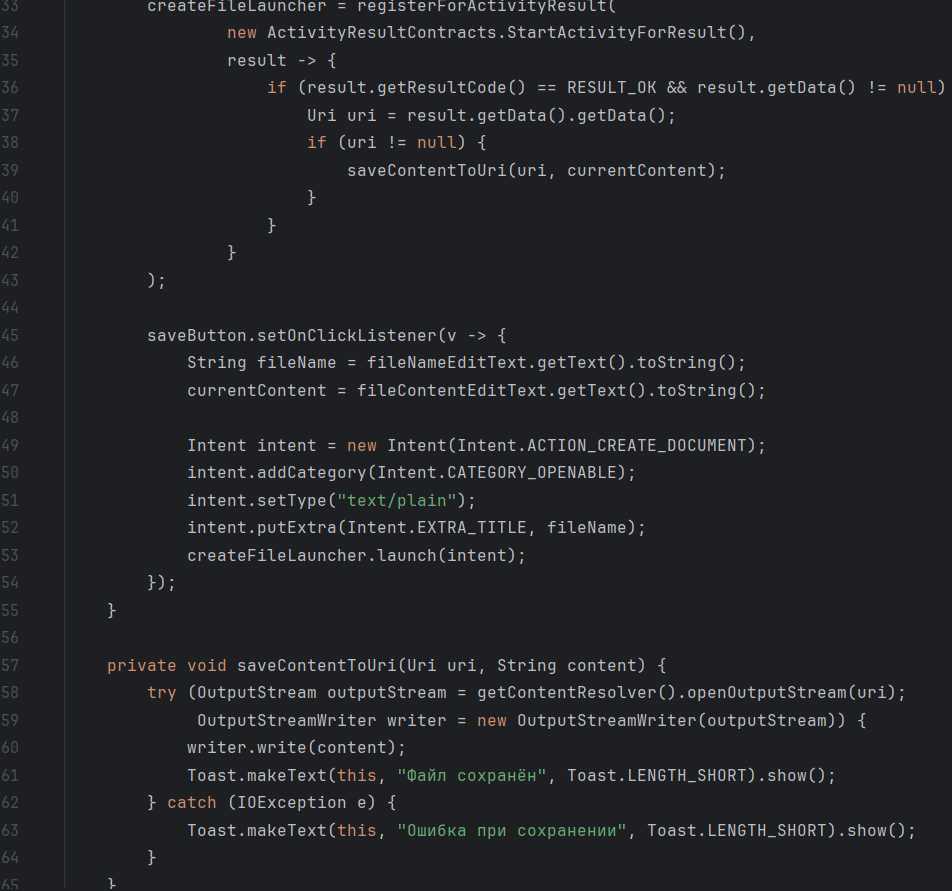 33 createFileLauncher = registerForActivityResult(
34 new ActivityResultContracts.StartActivityForResult(),
35 result -> {
36 if (result.getResultCode() == RESULT_OK && result.getData() != null)
37 Uri uri = result.getData().getData();
38 if (uri != null) {
39 saveContentToUri(uri, currentContent);
40 }
41 }
42 }
43 );
44
45 saveButton.setOnClickListener(v -> {
46 String fileName = fileNameEditText.getText().toString();
47 currentContent = fileContentEditText.getText().toString();
48
49 Intent intent = new Intent(Intent.ACTION_CREATE_DOCUMENT);
50 intent.addCategory(Intent.CATEGORY_OPENABLE);
51 intent.setType("text/plain");
52 intent.putExtra(Intent.EXTRA_TITLE, fileName);
53 createFileLauncher.launch(intent);
54 });
55 }
56
57 private void saveContentToUri(Uri uri, String content) {
58 try (OutputStream outputStream = getContentResolver().openOutputStream(uri);
59 OutputStreamWriter writer = new OutputStreamWriter(outputStream)) {
60 writer.write(content);
61 Toast.makeText(this, "Файл сохранён", Toast.LENGTH_SHORT).show();
62 } catch (IOException e) {
63 Toast.makeText(this, "Ошибка при сохранении", Toast.LENGTH_SHORT).show();
64 }
65 }